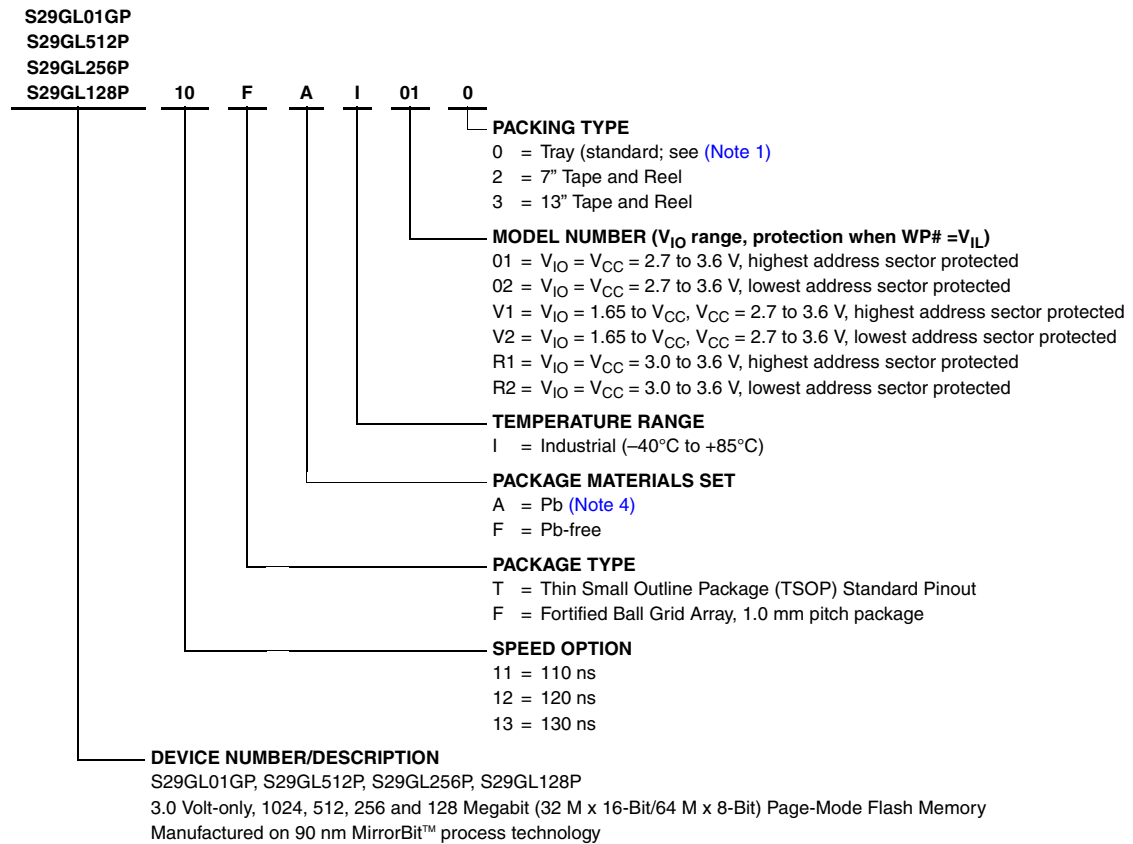 S29GL01GP
S29GL512P
S29GL256P
S29GL128P 10 F A I 01 0
PACKING TYPE
0 = Tray (standard; see (Note 1)
2 = 7” Tape and Reel
3 = 13” Tape and Reel
MODEL NUMBER (VIO range, protection when WP# =VIL)
01 = VIO = VCC = 2.7 to 3.6 V, highest address sector protected
02 = VIO = VCC = 2.7 to 3.6 V, lowest address sector protected
V1 = VIO = 1.65 to VCC, VCC = 2.7 to 3.6 V, highest address sector protected
V2 = VIO = 1.65 to VCC, VCC = 2.7 to 3.6 V, lowest address sector protected
R1 = VIO = VCC = 3.0 to 3.6 V, highest address sector protected
R2 = VIO = VCC = 3.0 to 3.6 V, lowest address sector protected
TEMPERATURE RANGE
I = Industrial (–40°C to +85°C)
PACKAGE MATERIALS SET
A = Pb (Note 4)
F = Pb-free
PACKAGE TYPE
T = Thin Small Outline Package (TSOP) Standard Pinout
F = Fortified Ball Grid Array, 1.0 mm pitch package
SPEED OPTION
11 = 110 ns
12 = 120 ns
13 = 130 ns
DEVICE NUMBER/DESCRIPTION
S29GL01GP, S29GL512P, S29GL256P, S29GL128P
3.0 Volt-only, 1024, 512, 256 and 128 Megabit (32 M x 16-Bit/64 M x 8-Bit) Page-Mode Flash Memory
Manufactured on 90 nm MirrorBit™ process technology